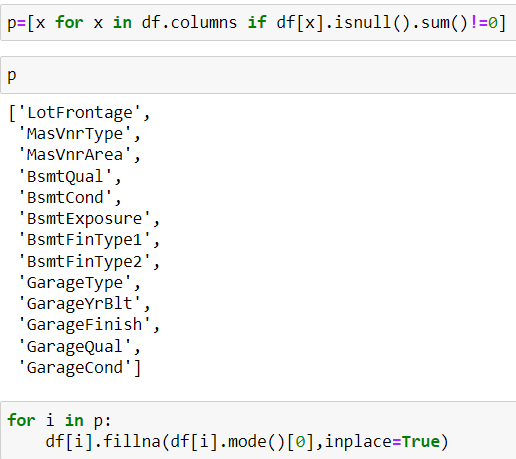 p=[x for x in df.columns if df[x].isnull().sum()!=0]
p
['LotFrontage',
 'MasVnrType',
 'MasVnrArea',
 'BsmtQual',
 'BsmtCond',
 'BsmtExposure',
 'BsmtFinType1',
 'BsmtFinType2',
 'GarageType',
 'GarageYrBlt',
 'GarageFinish',
 'GarageQual',
 'GarageCond']
for i in p:
    df[i].fillna(df[i].mode()[0],inplace=True)